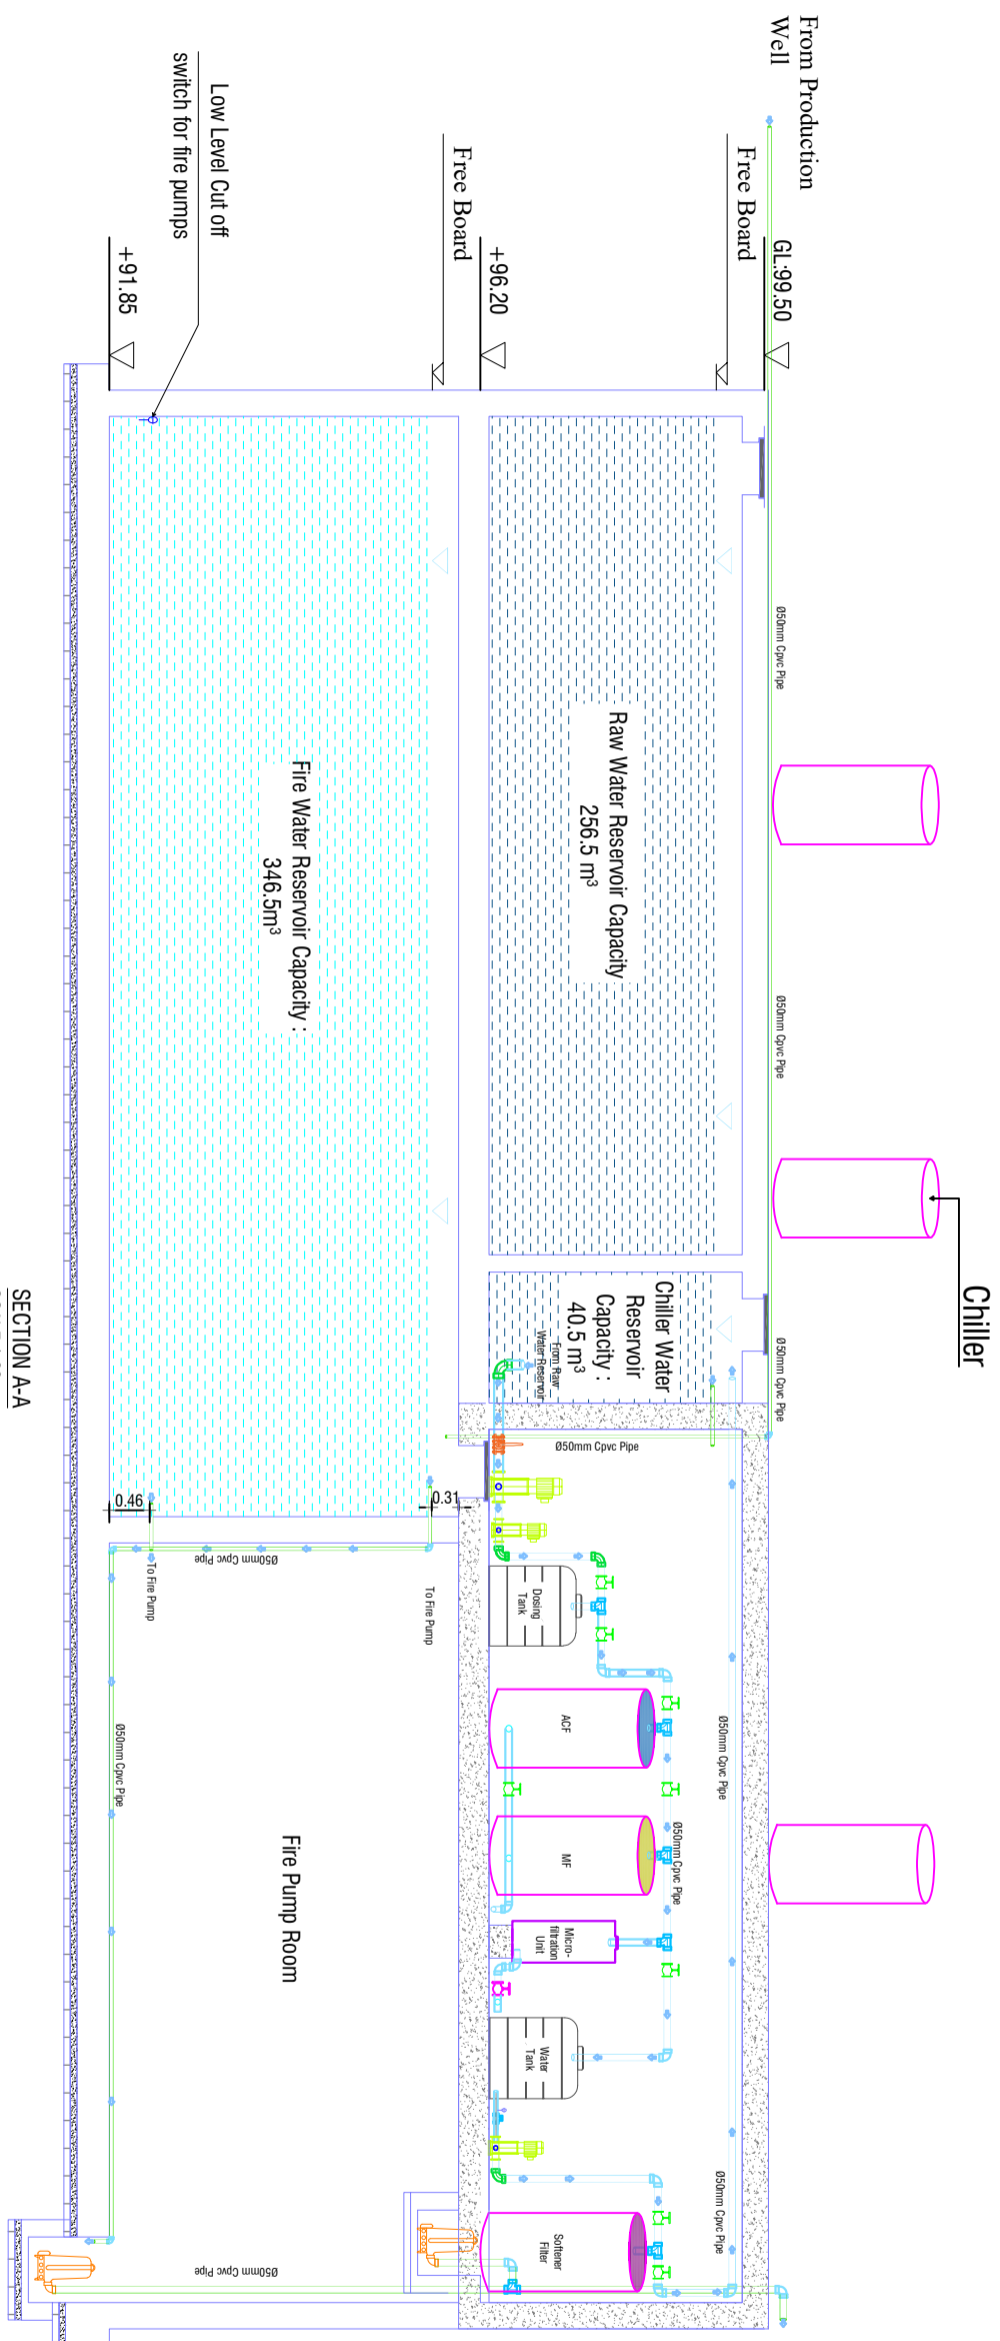 From Production
Well
GL:99.50
Free Board
+96.20
Free Board
+91.85
Low Level Cut off
switch for fire pumps
Chiller
Ø50mm Cpvc Pipe
Ø50mm Cpvc Pipe
Ø50mm Cpvc Pipe
Raw Water Reservoir Capacity
256.5 m³
Chiller Water
Reservoir
Capacity :
40.5 m³
From Raw
Water Reservoir
Ø50mm Cpvc Pipe
Dosing
Tank
ACF
MF
Ø50mm Cpvc Pipe
Ø50mm Cpvc Pipe
Micro-
filtration
Unit
Water
Tank
Ø50mm Cpvc Pipe
Softener
Filter
Fire Water Reservoir Capacity :
346.5m³
0.31
0.46
To Fire Pump
To Fire Pump
Ø50mm Cpvc Pipe
Ø50mm Cpvc Pipe
Fire Pump Room
Ø50mm Cpvc Pipe
SECTION A-A